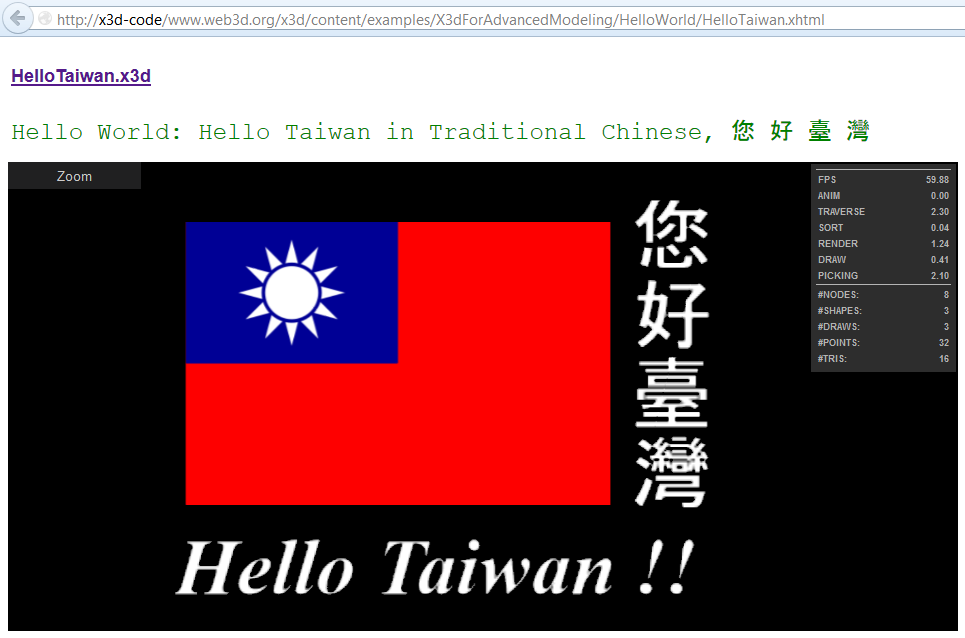 http://x3d-code/www.web3d.org/x3d/content/examples/X3dForAdvancedModeling/HelloWorld/HelloTaiwan.xhtml
HelloTaiwan.x3d
Hello World: Hello Taiwan in Traditional Chinese, 您 好 臺 灣
Zoom
FPS 59.88
ANIM 0.00
TRAVERSE 2.30
SORT 0.04
RENDER 1.24
DRAW 0.41
PICKING 2.10
#NODES: 8
#SHAPES: 3
#DRAWS: 3
#POINTS: 32
#TRIS: 16
您好臺灣
Hello Taiwan !!